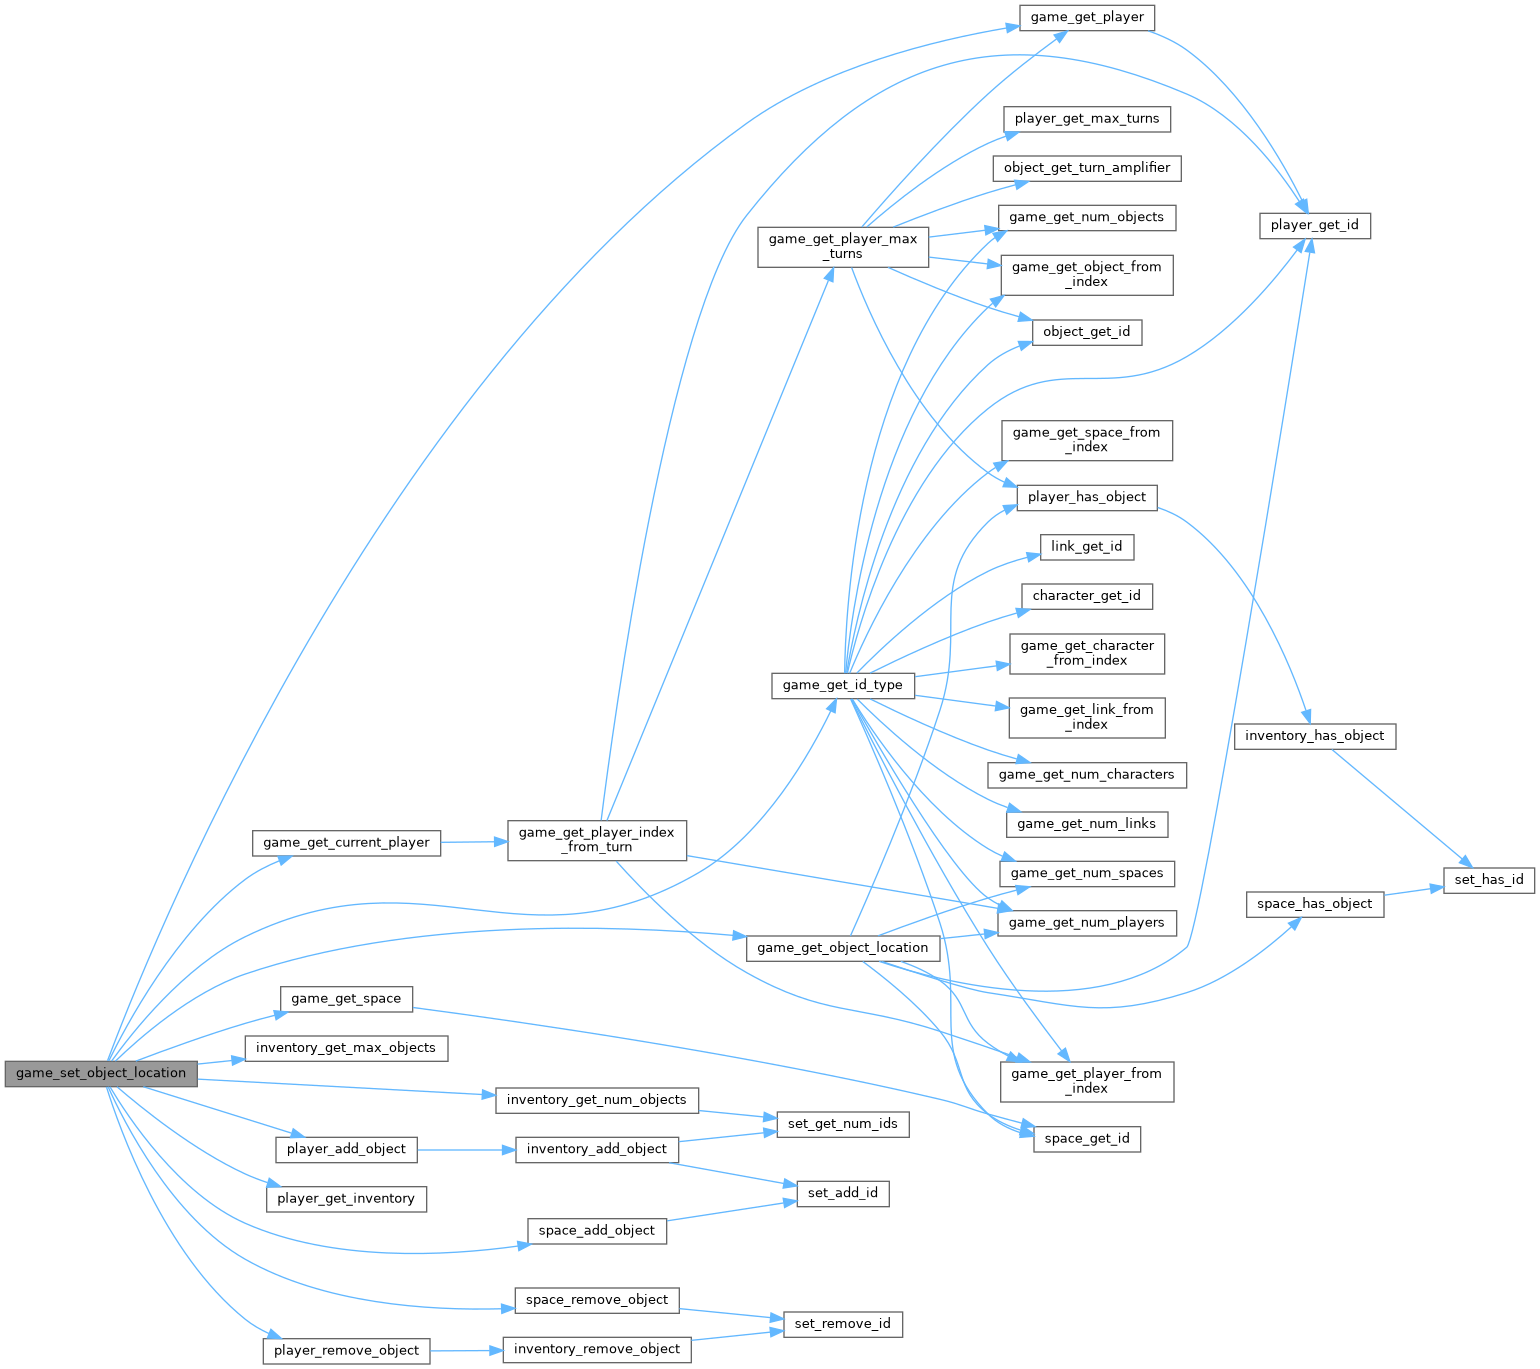 game_get_player
player_get_max_turns
object_get_turn_amplifier
game_get_num_objects
player_get_id
game_get_player_max
_turns
game_get_object_from
_index
object_get_id
game_get_space_from
_index
player_has_object
link_get_id
character_get_id
game_get_character
_from_index
game_get_id_type
game_get_link_from
_index
inventory_has_object
game_get_num_characters
game_get_num_links
game_get_current_player
game_get_player_index
_from_turn
game_get_num_spaces
set_has_id
space_has_object
game_get_num_players
game_get_object_location
game_get_space
inventory_get_max_objects
game_set_object_location
game_get_player_from
_index
inventory_get_num_objects
set_get_num_ids
space_get_id
player_add_object
inventory_add_object
player_get_inventory
set_add_id
space_add_object
space_remove_object
set_remove_id
player_remove_object
inventory_remove_object